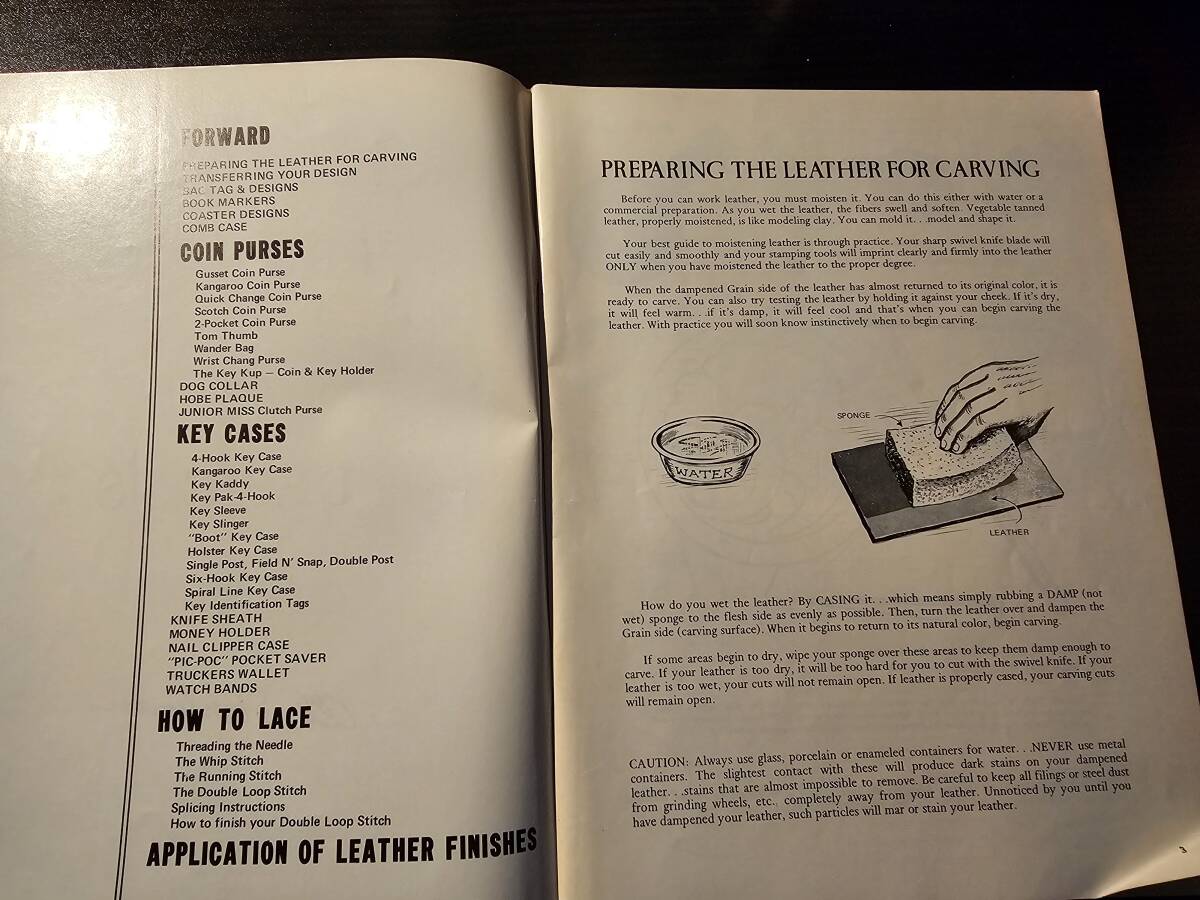 FORWARD
PREPARING THE LEATHER FOR CARVING
TRANSFERRING YOUR DESIGN
BAG TAG & DESIGNS
BOOK MARKERS
COASTER DESIGNS
COMB CASE
COIN PURSES
Gusset Coin Purse
Kangaroo Coin Purse
Quick Change Coin Purse
Scotch Coin Purse
2-Pocket Coin Purse
Tom Thumb
Wander Bag
Wrist Chang Purse
The Key Kup — Coin & Key Holder
DOG COLLAR
HOBE PLAQUE
JUNIOR MISS Clutch Purse
KEY CASES
4-Hook Key Case
Kangaroo Key Case
Key Kaddy
Key Pak-4-Hook
Key Sleeve
Key Slinger
"Boot" Key Case
Holster Key Case
Single Post, Field N' Snap, Double Post
Six-Hook Key Case
Spiral Line Key Case
Key Identification Tags
KNIFE SHEATH
MONEY HOLDER
NAIL CLIPPER CASE
"PIC-POC" POCKET SAVER
TRUCKERS WALLET
WATCH BANDS
HOW TO LACE
Threading the Needle
The Whip Stitch
The Running Stitch
The Double Loop Stitch
Splicing Instructions
How to finish your Double Loop Stitch
APPLICATION OF LEATHER FINISHES
PREPARING THE LEATHER FOR CARVING
Before you can work leather, you must moisten it. You can do this either with water or a
commercial preparation. As you wet the leather, the fibers swell and soften. Vegetable tanned
leather, properly moistened, is like modeling clay. You can mold it. . .model and shape it.
Your best guide to moistening leather is through practice. Your sharp swivel knife blade will
cut easily and smoothly and your stamping tools will imprint clearly and firmly into the leather
ONLY when you have moistened the leather to the proper degree.
When the dampened Grain side of the leather has almost returned to its original color, it is
ready to carve. You can also try testing the leather by holding it against your cheek. If it's dry,
it will feel warm. . .if it's damp, it will feel cool and that's when you can begin carving the
leather. With practice you will soon know instinctively when to begin carving.
SPONGE
WATER
LEATHER
How do you wet the leather? By CASING it. . .which means simply rubbing a DAMP (not
wet) sponge to the flesh side as evenly as possible. Then, turn the leather over and dampen the
Grain side (carving surface). When it begins to return to its natural color, begin carving.
If some areas begin to dry, wipe your sponge over these areas to keep them damp enough to
carve. If your leather is too dry, it will be too hard for you to cut with the swivel knife. If your
leather is too wet, your cuts will not remain open. If leather is properly cased, your carving cuts
will remain open.
CAUTION: Always use glass, porcelain or enameled containers for water. . .NEVER use metal
containers. The slightest contact with these will produce dark stains on your dampened
leather. . .stains that are almost impossible to remove. Be careful to keep all filings or steel dust
from grinding wheels, etc., completely away from your leather. Unnoticed by you until you
have dampened your leather, such particles will mar or stain your leather.
3